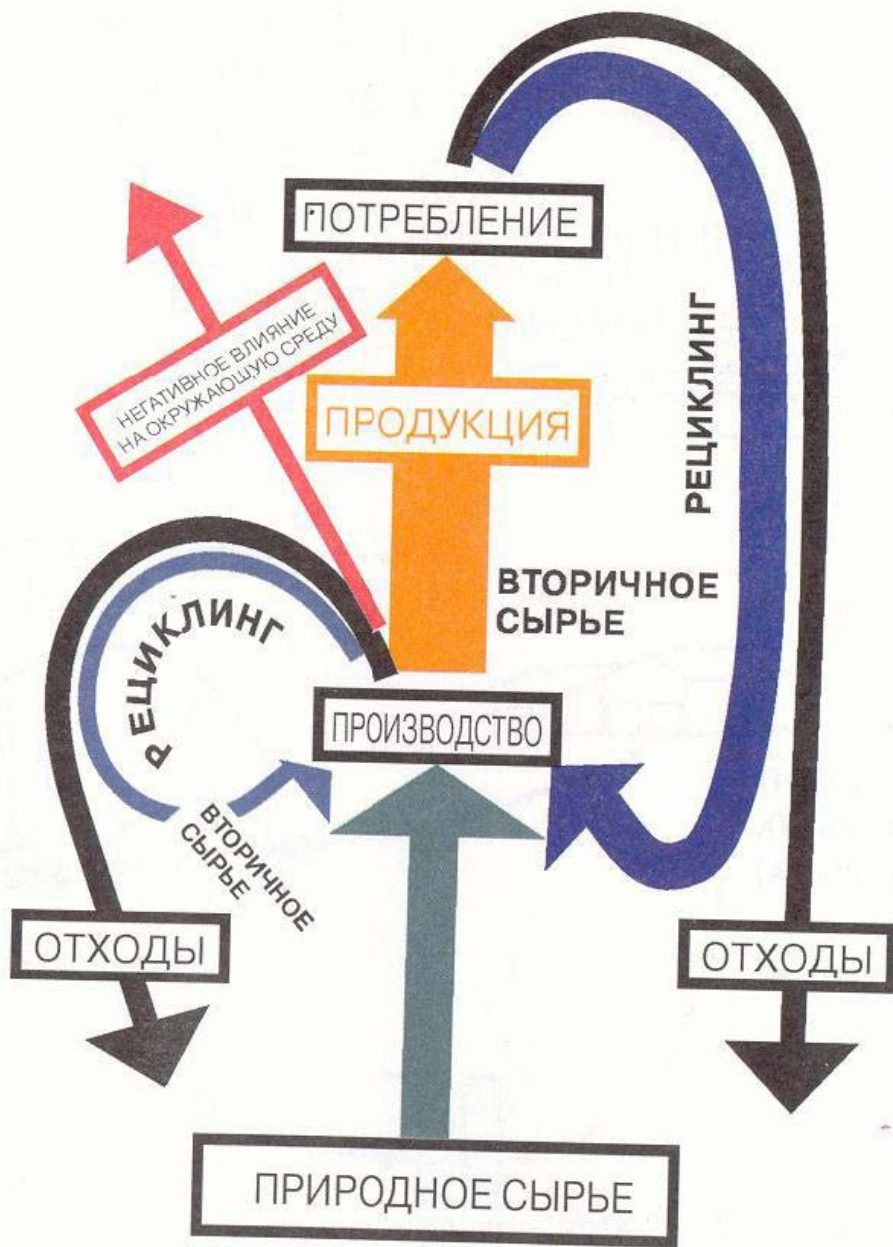 ПОТРЕБЛЕНИЕ
НЕГАТИВНОЕ ВЛИЯНИЕ
НА ОКРУЖАЮЩУЮ СРЕДУ
ПРОДУКЦИЯ
РЕЦИКЛИНГ
ВТОРИЧНОЕ
СЫРЬЕ
РЕЦИКЛИНГ
ПРОИЗВОДСТВО
ВТОРИЧНОЕ
СЫРЬЕ
ОТХОДЫ
ОТХОДЫ
ПРИРОДНОЕ СЫРЬЕ